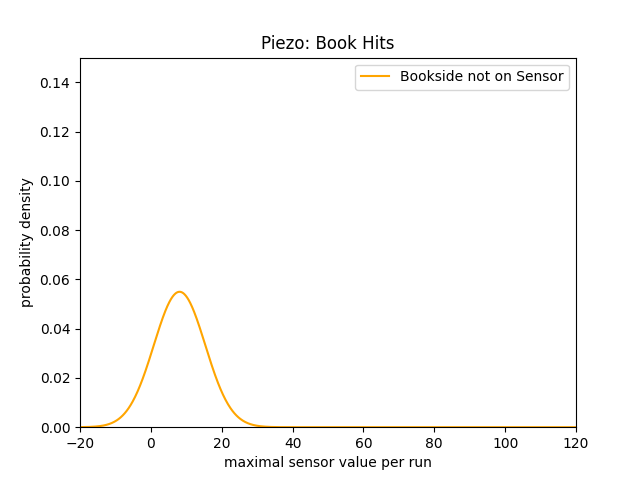 Piezo: Book Hits
Bookside not on Sensor
probability density
0.14
0.12
0.10
0.08
0.06
0.04
0.02
0.00
−20 0 20 40 60 80 100 120
maximal sensor value per run